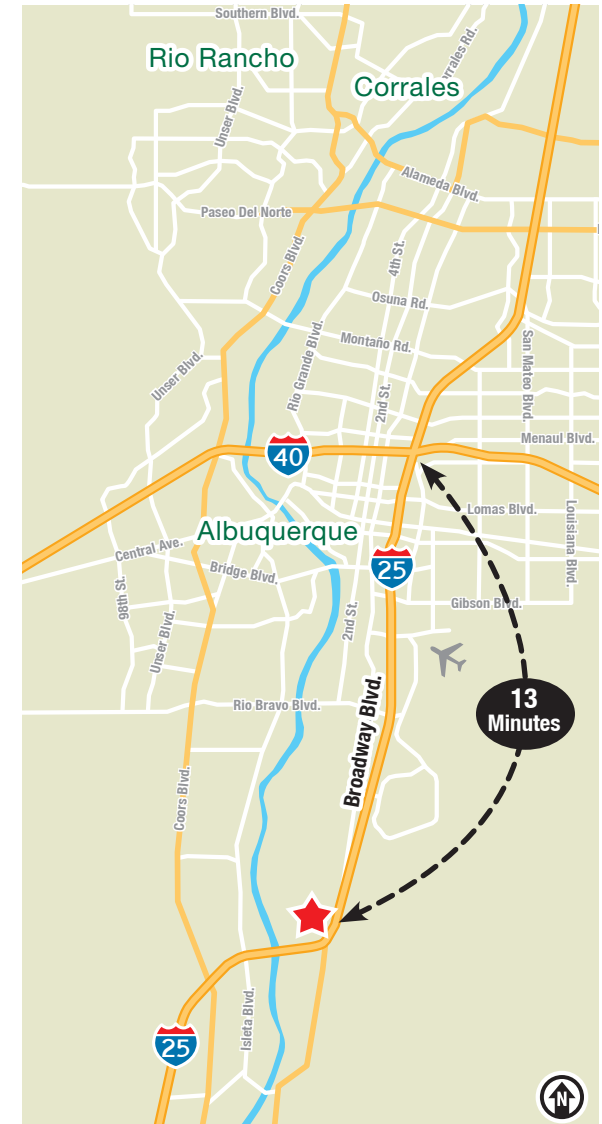 Southern Blvd.
Rio Rancho
Corrales
Corrales Rd.
Unser Blvd.
Alameda Blvd.
Paseo Del Norte
4th St.
Coors Blvd.
Osuna Rd.
Montaño Rd.
San Mateo Blvd.
Unser Blvd.
Rio Grande Blvd.
2nd St.
Menaul Blvd.
40
Lomas Blvd.
Louisiana Blvd.
Albuquerque
Central Ave.
Bridge Blvd.
25
98th St.
Gibson Blvd.
Unser Blvd.
2nd St.
Rio Bravo Blvd.
Broadway Blvd.
13
Minutes
Coors Blvd.
Isleta Blvd.
25
N